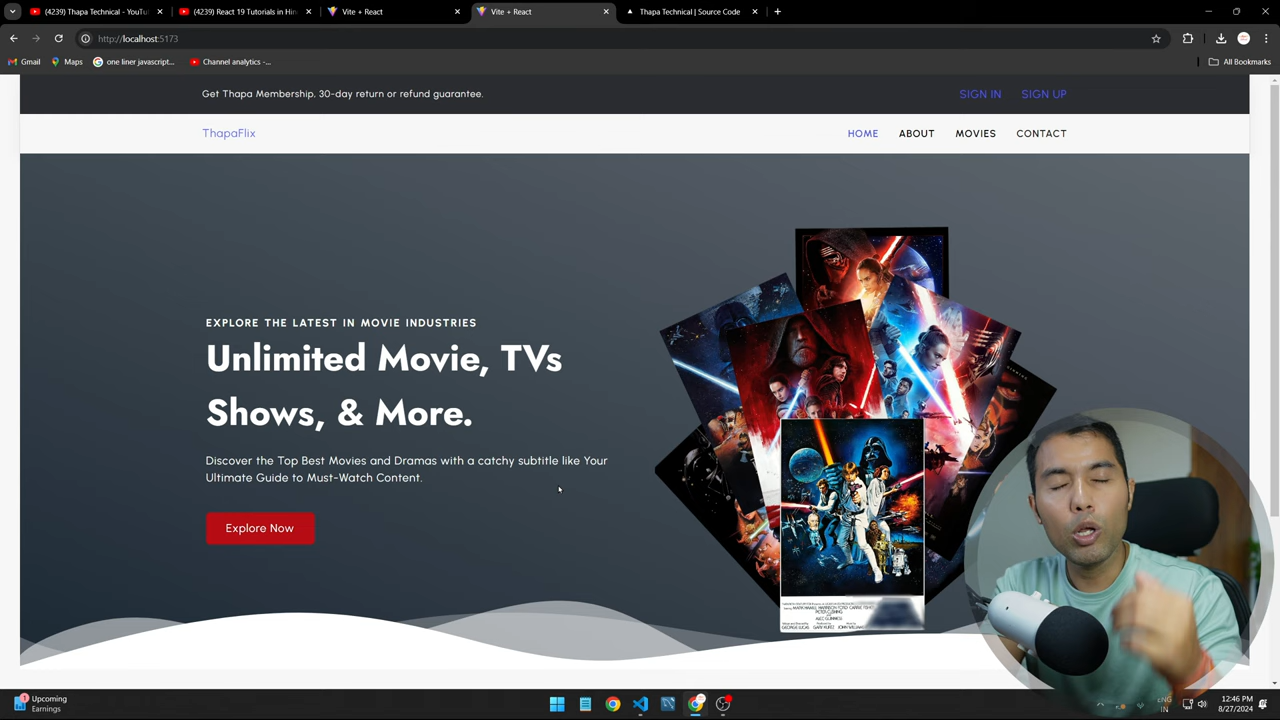 (4239) Thapa Technical - YouTu
(4239) React 19 Tutorials in Hin
Vite + React
Vite + React
Thapa Technical | Source Code
http://localhost:5173
Gmail
Maps
one liner javascript...
Channel analytics -...
All Bookmarks
Get Thapa Membership, 30-day return or refund guarantee.
SIGN IN
SIGN UP
ThapaFlix
HOME
ABOUT
MOVIES
CONTACT
EXPLORE THE LATEST IN MOVIE INDUSTRIES
Unlimited Movie, TVs
Shows, & More.
Discover the Top Best Movies and Dramas with a catchy subtitle like Your
Ultimate Guide to Must-Watch Content.
Explore Now
Upcoming
Earnings
ENG
IN
12:46 PM
8/27/2024